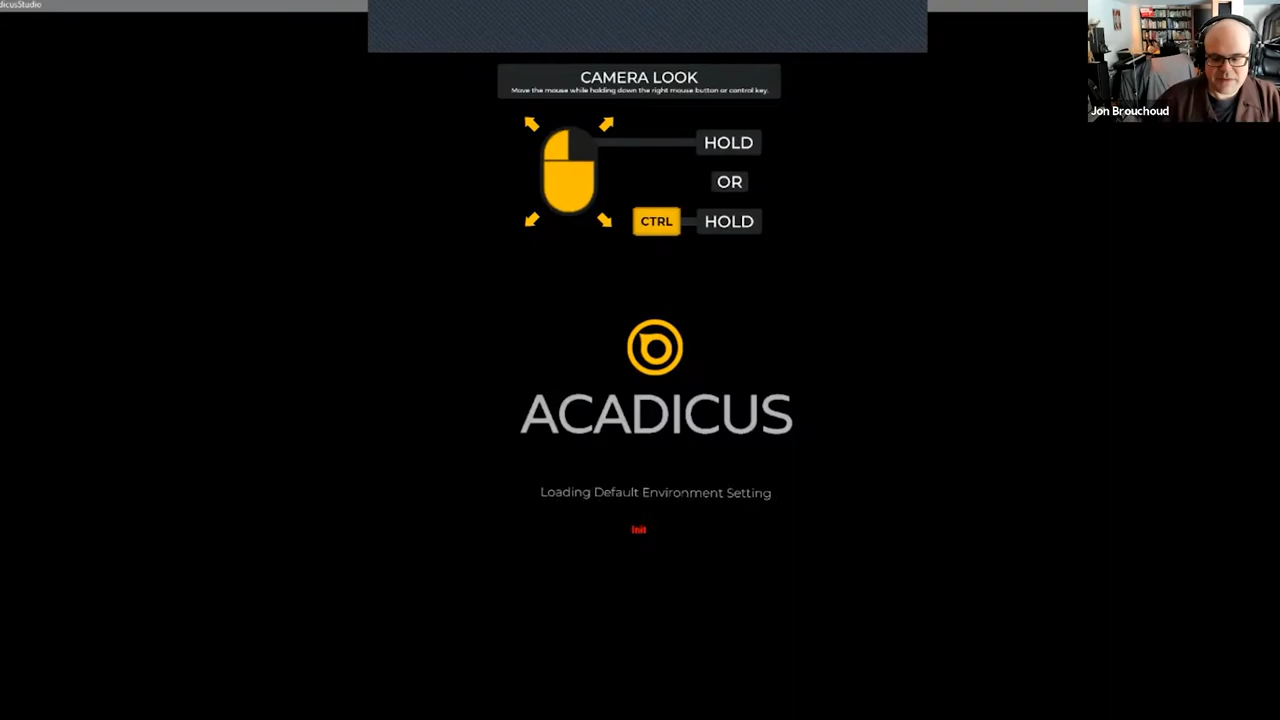 dicusStudio
CAMERA LOOK
Move the mouse while holding down the right mouse button or control key.
HOLD
OR
CTRL
HOLD
Jon Brouchoud
ACADICUS
Loading Default Environment Setting
Init